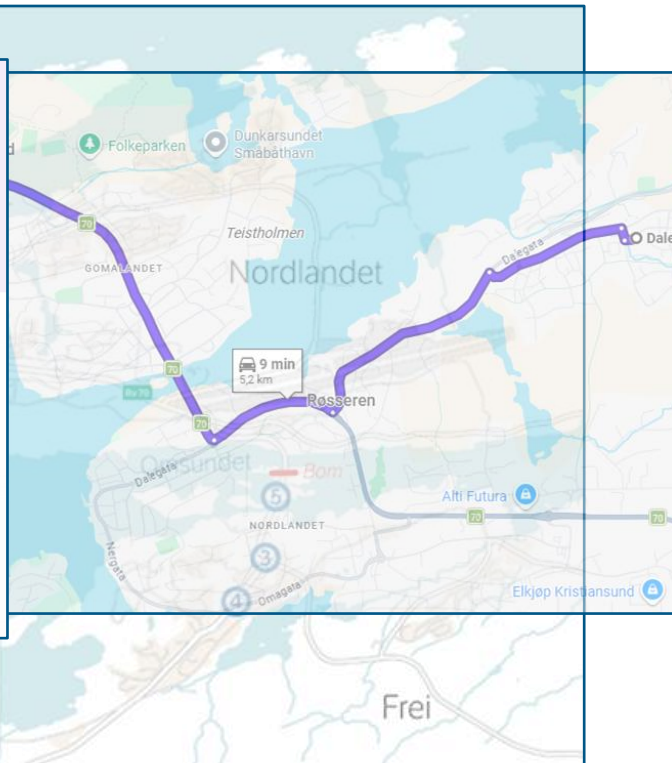 Folkeparken
Dunkarsundet
Småbåthavn
70
Teistholmen
Dalegata
Dale
GOMALANDET
Nordlandet
9 min
5,2 km
70
Rv 70
Røsseren
70
Omsundet
Dalegata
Bom
5
Alti Futura
70
70
NORDLANDET
Nergata
3
Omagata
4
Elkjøp Kristiansund
Frei